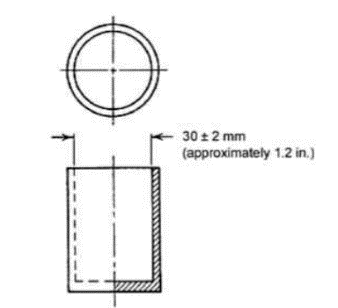 30 ± 2 mm
(approximately 1.2 in.)